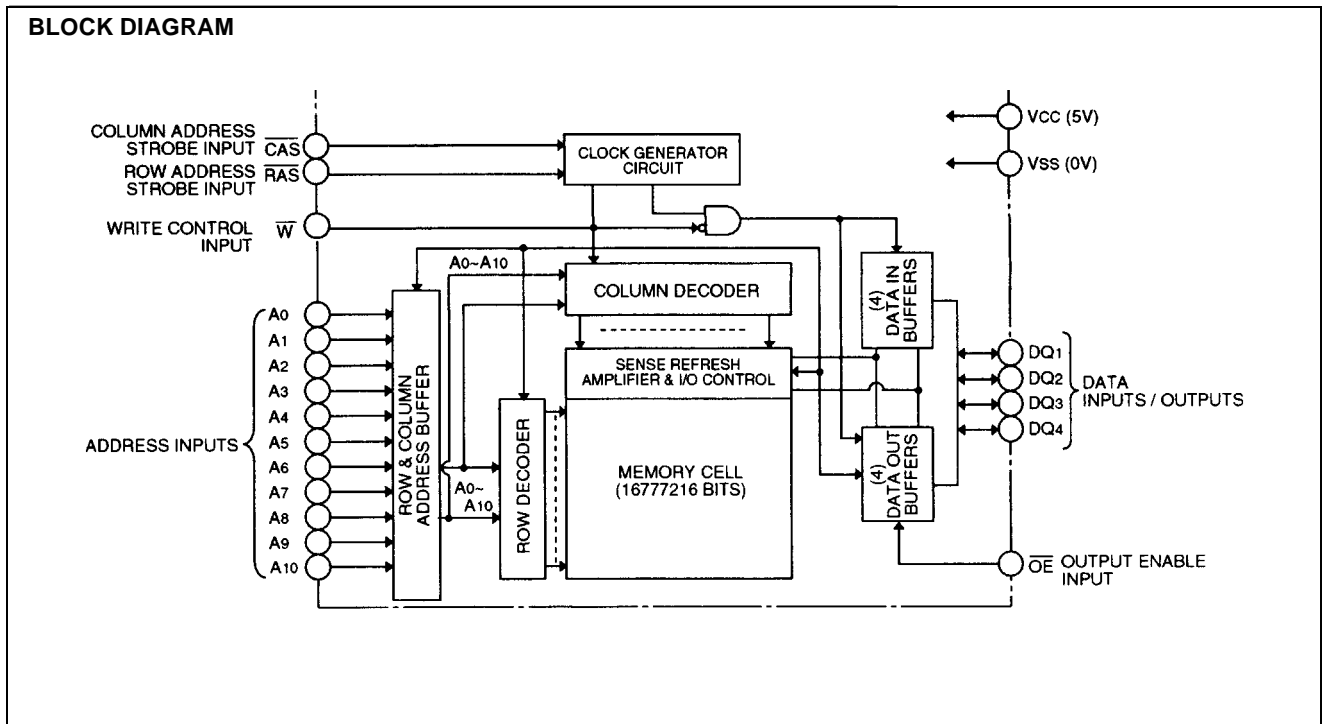 BLOCK DIAGRAM
COLUMN ADDRESS
STROBE INPUT
CAS
ROW ADDRESS
STROBE INPUT
RAS
WRITE CONTROL
INPUT
W
CLOCK GENERATOR
CIRCUIT
VCC (5V)
VSS (0V)
A0~A10
COLUMN DECODER
(4)
DATA IN
BUFFERS
ADDRESS INPUTS
A0
A1
A2
A3
A4
A5
A6
A7
A8
A9
A10
ROW & COLUMN
ADDRESS BUFFER
A0~
A10
ROW DECODER
SENSE REFRESH
AMPLIFIER & I/O CONTROL
MEMORY CELL
(16777216 BITS)
(4)
DATA OUT
BUFFERS
DQ1
DQ2
DQ3
DQ4
DATA
INPUTS / OUTPUTS
OE
OUTPUT ENABLE
INPUT